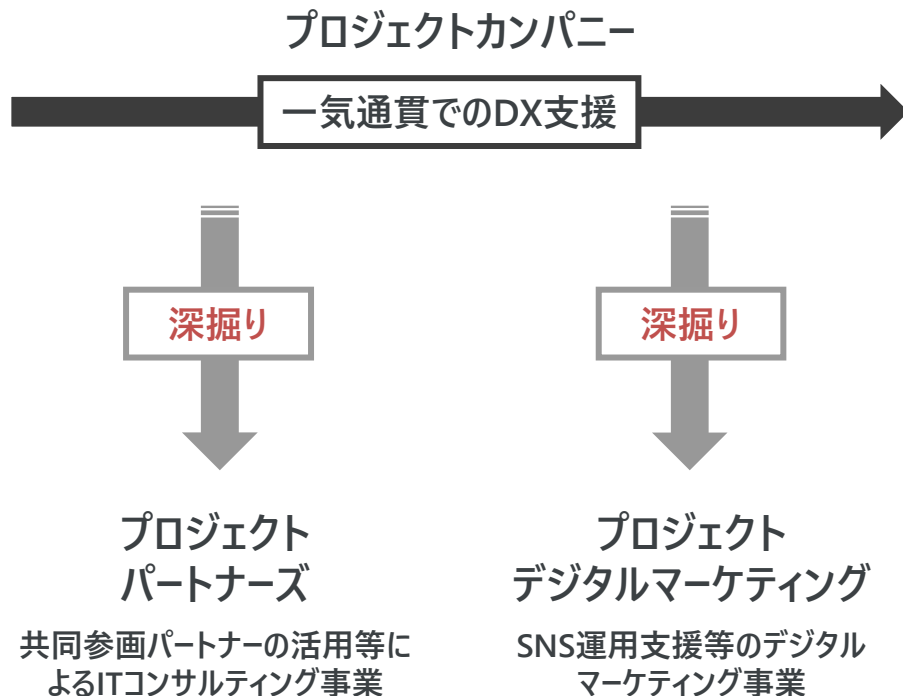 プロジェクトカンパニー
一気通貫でのDX支援
深掘り
深掘り
プロジェクト
パートナーズ
共同参画パートナーの活用等に
よるITコンサルティング事業
プロジェクト
デジタルマーケティング
SNS運用支援等のデジタル
マーケティング事業